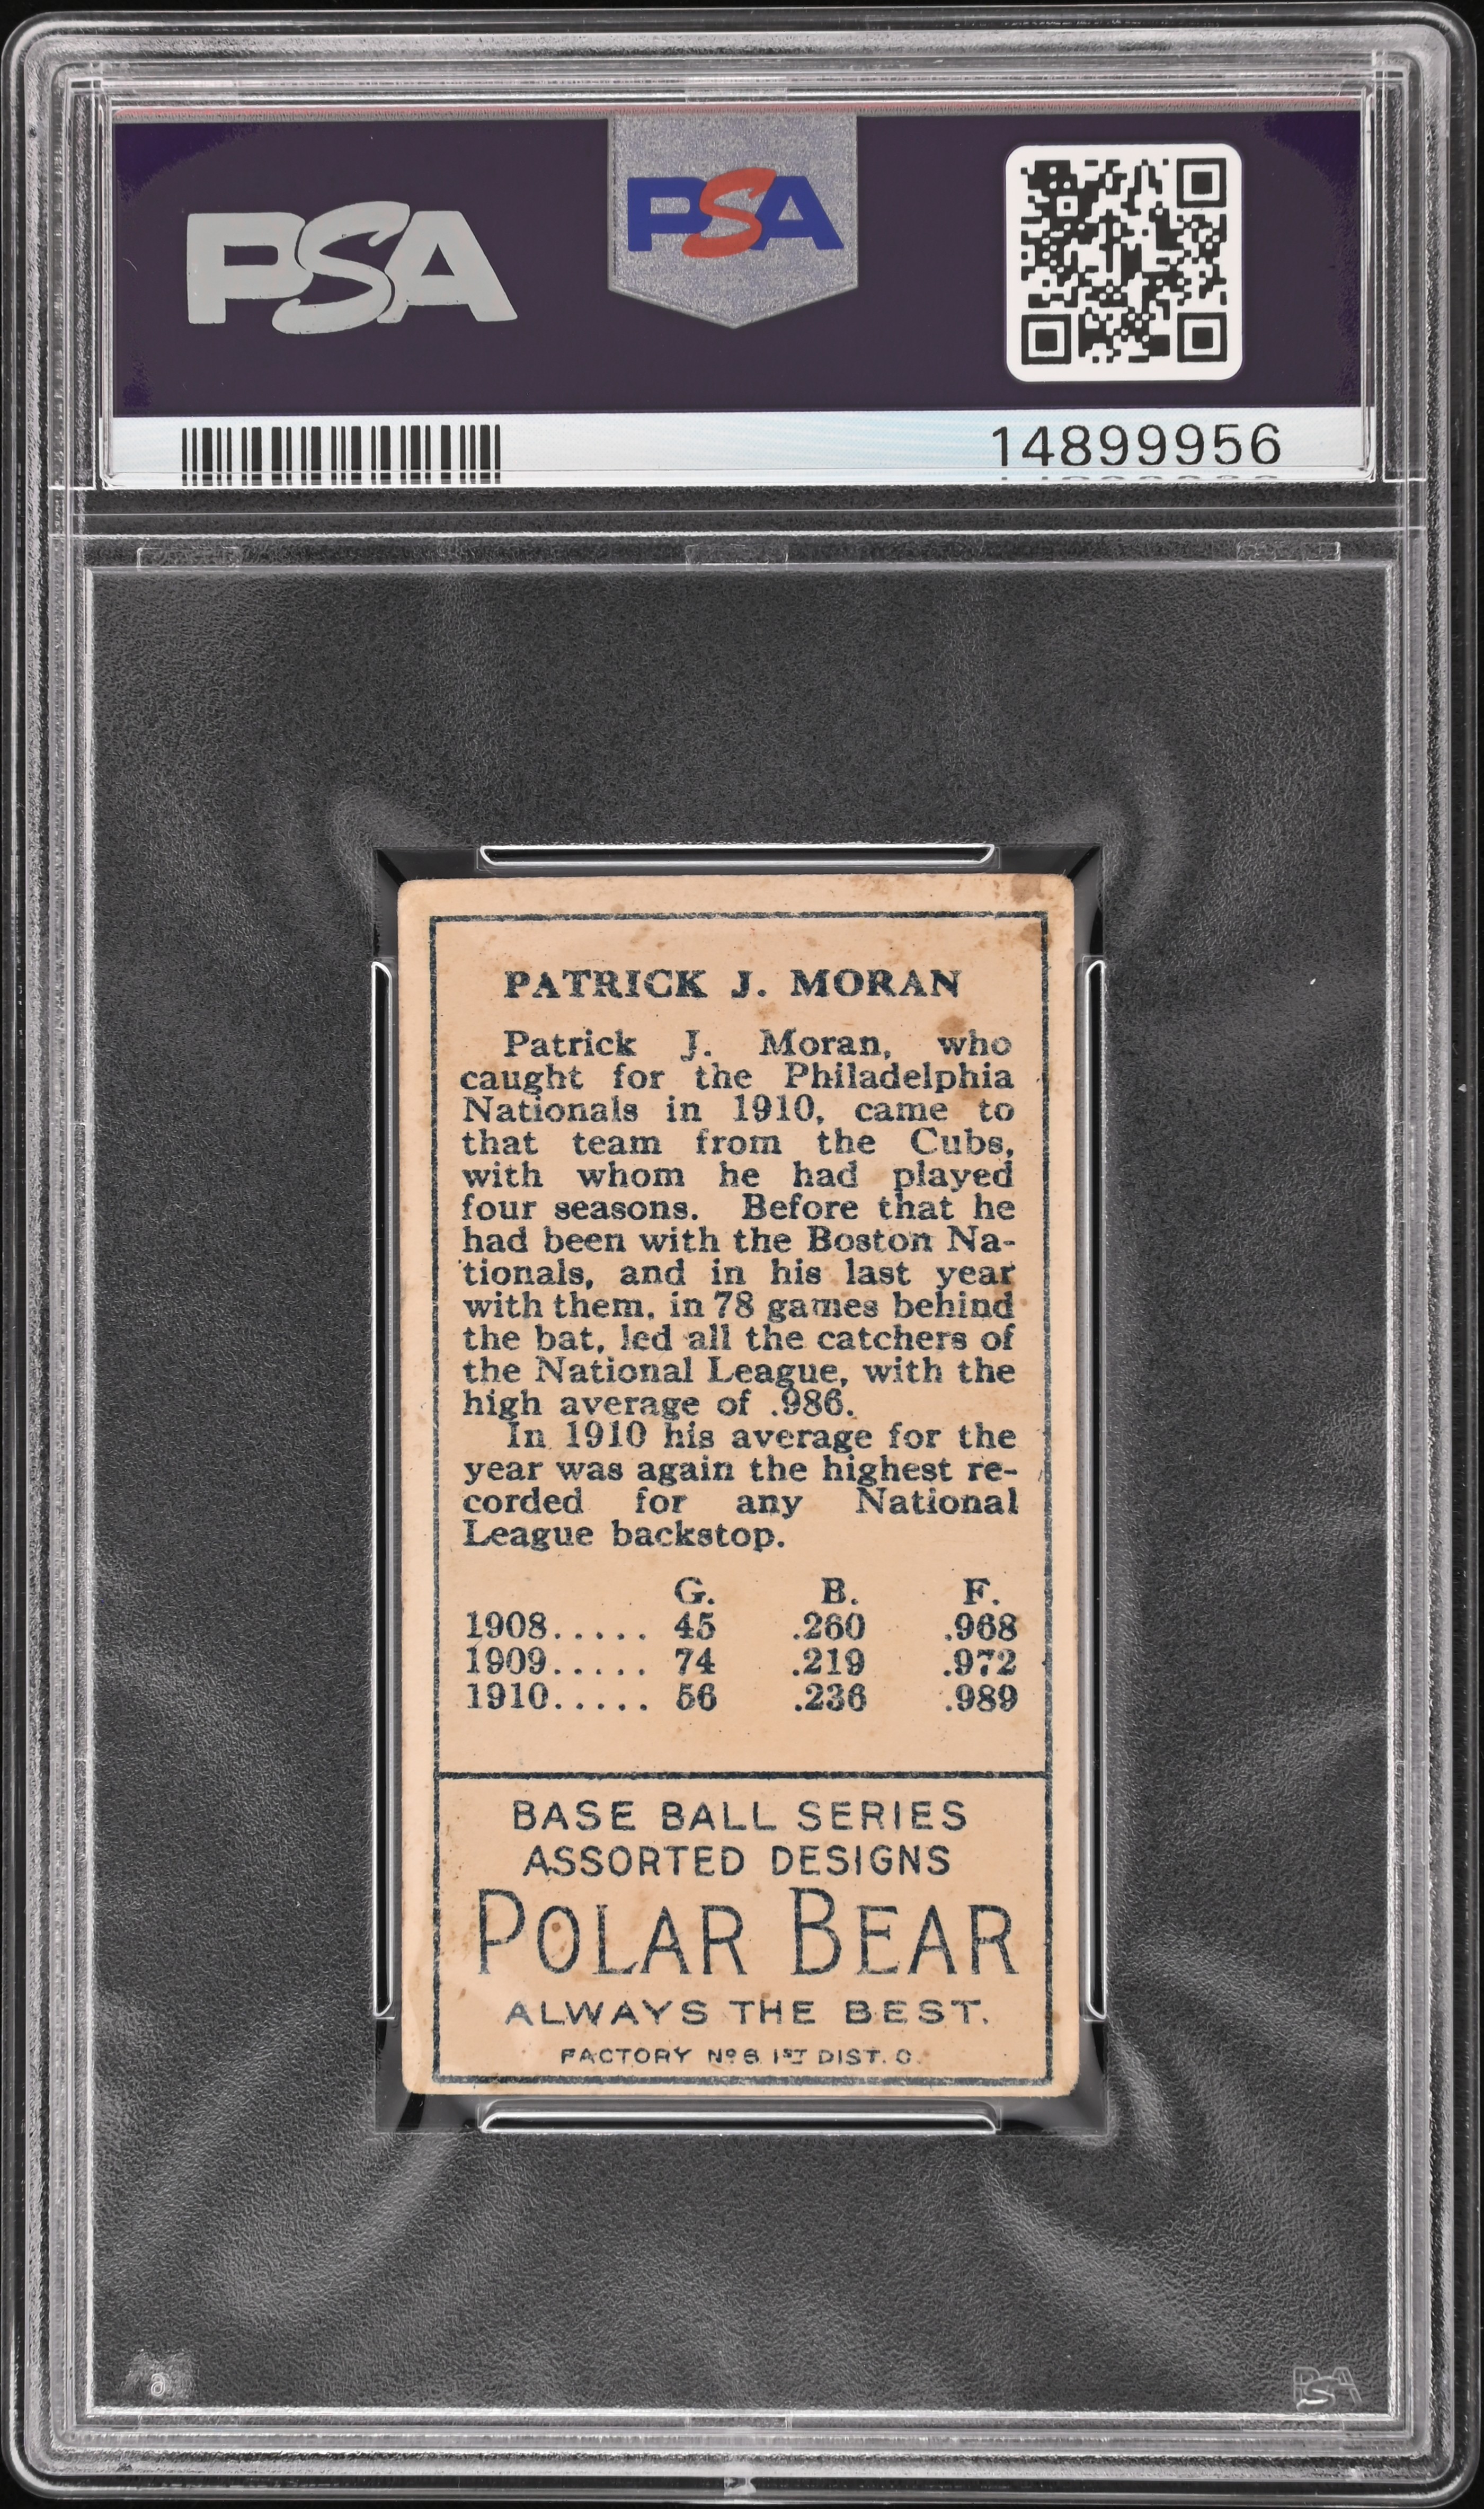 PSA
PSA
14899956
PATRICK J. MORAN
Patrick J. Moran, who
caught for the Philadelphia
Nationals in 1910, came to
that team from the Cubs,
with whom he had played
four seasons. Before that he
had been with the Boston Na-
tionals, and in his last year
with them, in 78 games behind
the bat, led all the catchers of
the National League, with the
high average of .986.
In 1910 his average for the
year was again the highest re-
corded for any National
League backstop.
G. B. F.
1908..... 45 .260 .968
1909..... 74 .219 .972
1910..... 56 .236 .989
BASE BALL SERIES
ASSORTED DESIGNS
POLAR BEAR
ALWAYS THE BEST.
FACTORY Nº 6 1ST DIST. O.
PSA